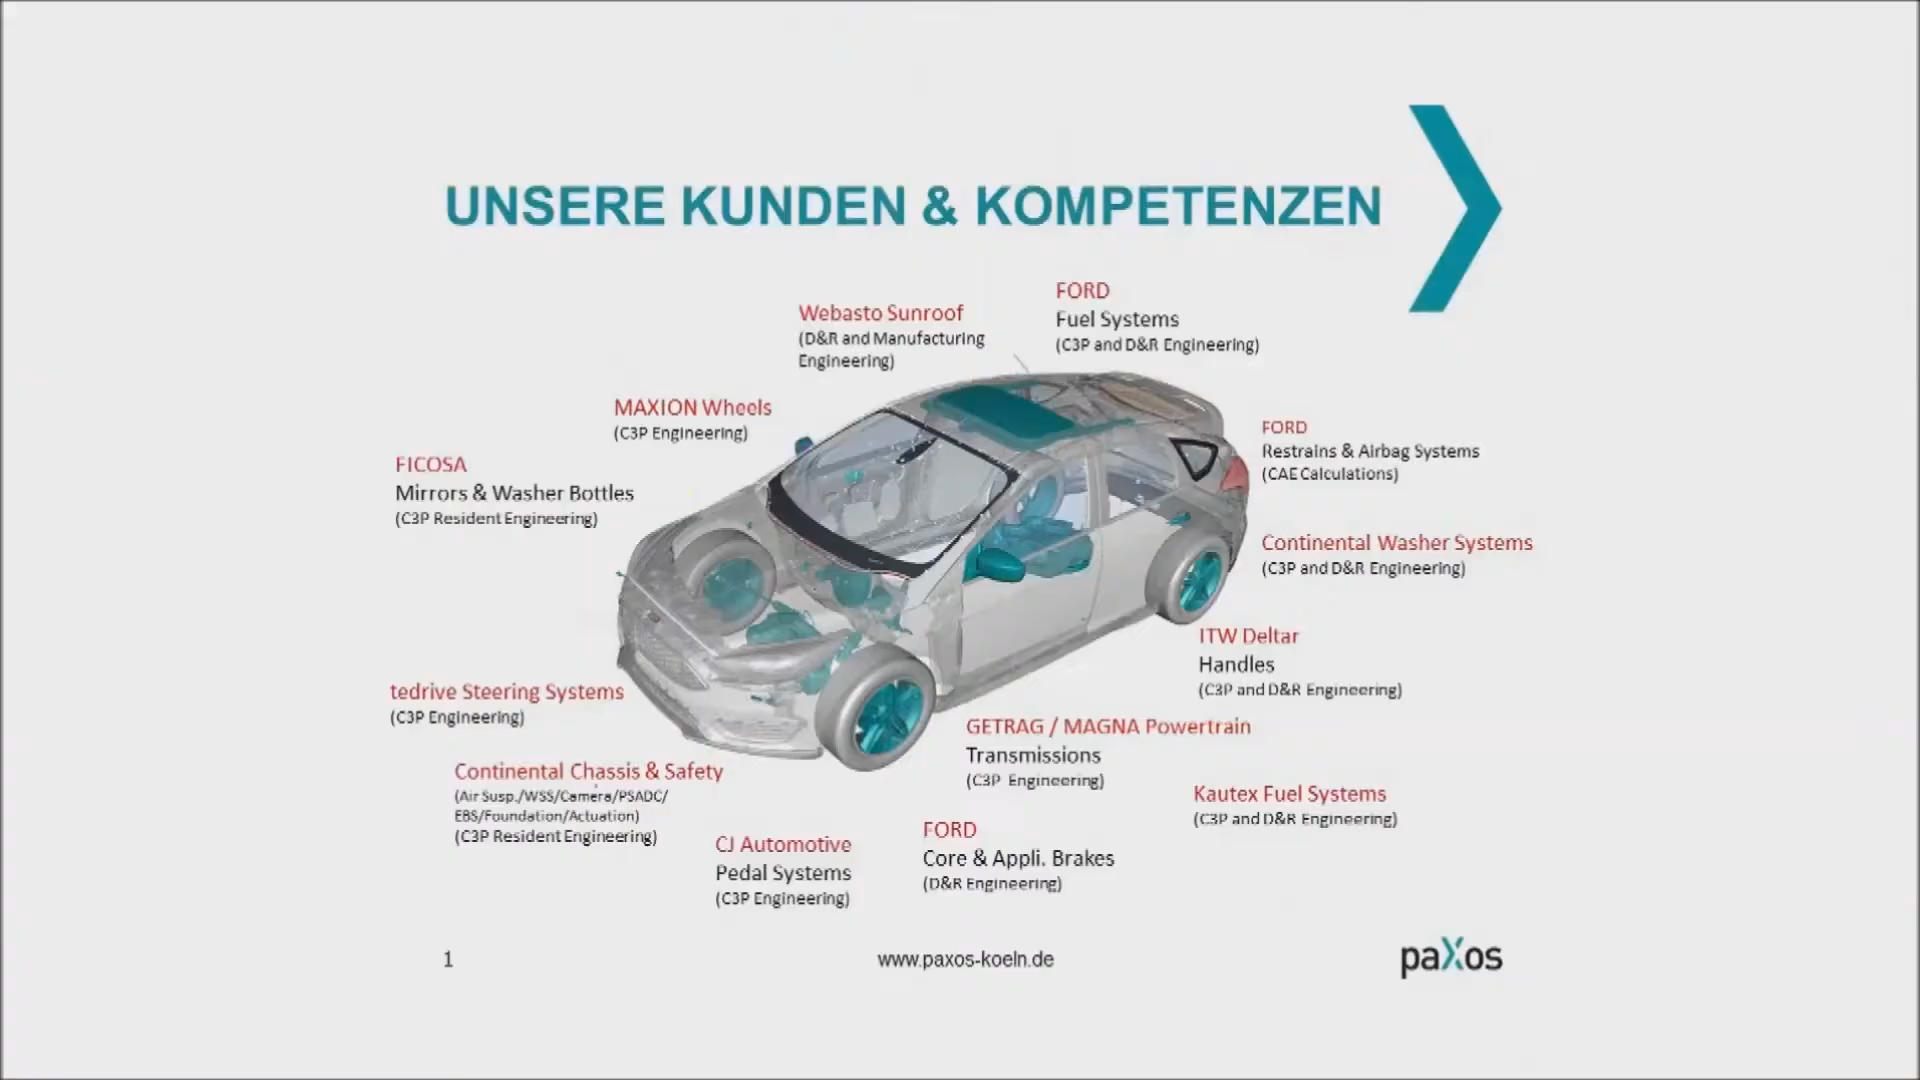 UNSERE KUNDEN & KOMPETENZEN
Webasto Sunroof
(D&R and Manufacturing
Engineering)
FORD
Fuel Systems
(C3P and D&R Engineering)
MAXION Wheels
(C3P Engineering)
FORD
Restrains & Airbag Systems
(CAE Calculations)
FICOSA
Mirrors & Washer Bottles
(C3P Resident Engineering)
Continental Washer Systems
(C3P and D&R Engineering)
ITW Deltar
Handles
(C3P and D&R Engineering)
tedrive Steering Systems
(C3P Engineering)
GETRAG / MAGNA Powertrain
Transmissions
(C3P Engineering)
Continental Chassis & Safety
(Air Susp./WSS/Camera/PSADC/
EBS/Foundation/Actuation)
(C3P Resident Engineering)
Kautex Fuel Systems
(C3P and D&R Engineering)
CJ Automotive
Pedal Systems
(C3P Engineering)
FORD
Core & Appli. Brakes
(D&R Engineering)
1
www.paxos-koeln.de
paXos